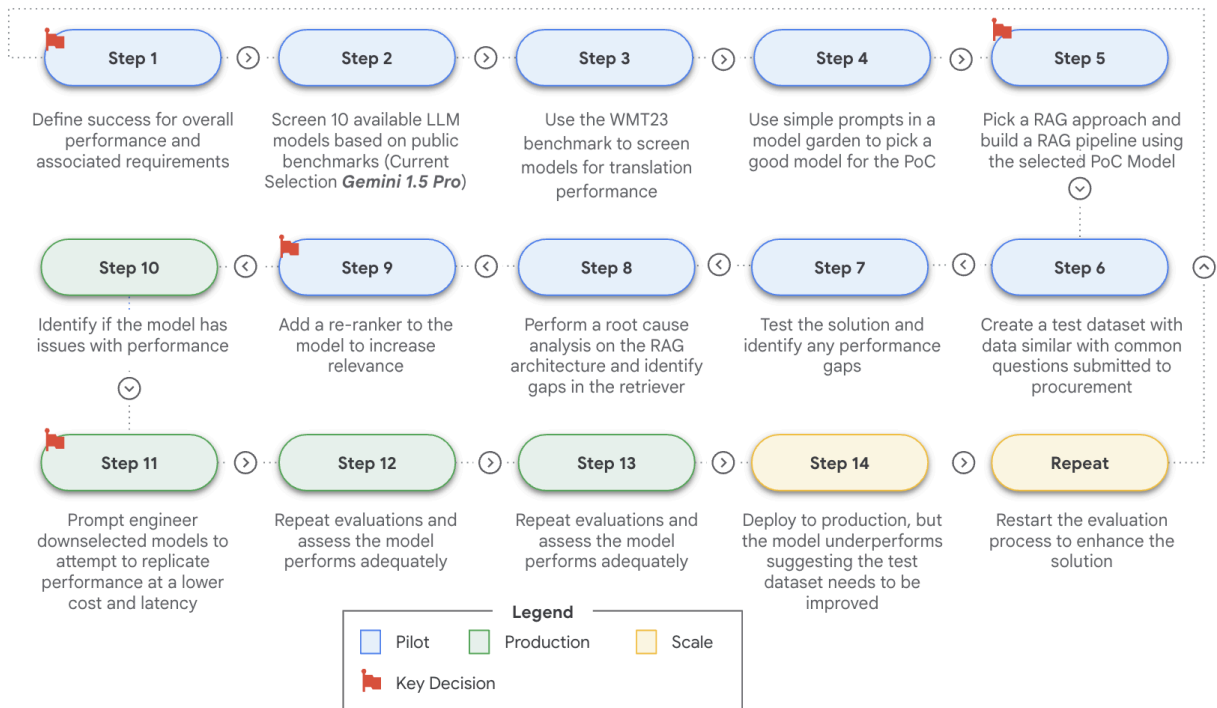 Step 1
Step 2
Step 3
Step 4
Step 5
Define success for overall
performance and
associated requirements
Screen 10 available LLM
models based on public
benchmarks (Current
Selection Gemini 1.5 Pro)
Use the WMT23
benchmark to screen
models for translation
performance
Use simple prompts in a
model garden to pick a
good model for the PoC
Pick a RAG approach and
build a RAG pipeline using
the selected PoC Model
Step 10
Step 9
Step 8
Step 7
Step 6
Identify if the model has
issues with performance
Add a re-ranker to the
model to increase
relevance
Perform a root cause
analysis on the RAG
architecture and identify
gaps in the retriever
Test the solution and
identify any performance
gaps
Create a test dataset with
data similar with common
questions submitted to
procurement
Step 11
Step 12
Step 13
Step 14
Repeat
Prompt engineer
downselected models to
attempt to replicate
performance at a lower
cost and latency
Repeat evaluations and
assess the model
performs adequately
Repeat evaluations and
assess the model
performs adequately
Deploy to production, but
the model underperforms
suggesting the test
dataset needs to be
improved
Restart the evaluation
process to enhance the
solution
Legend
Pilot
Production
Scale
Key Decision